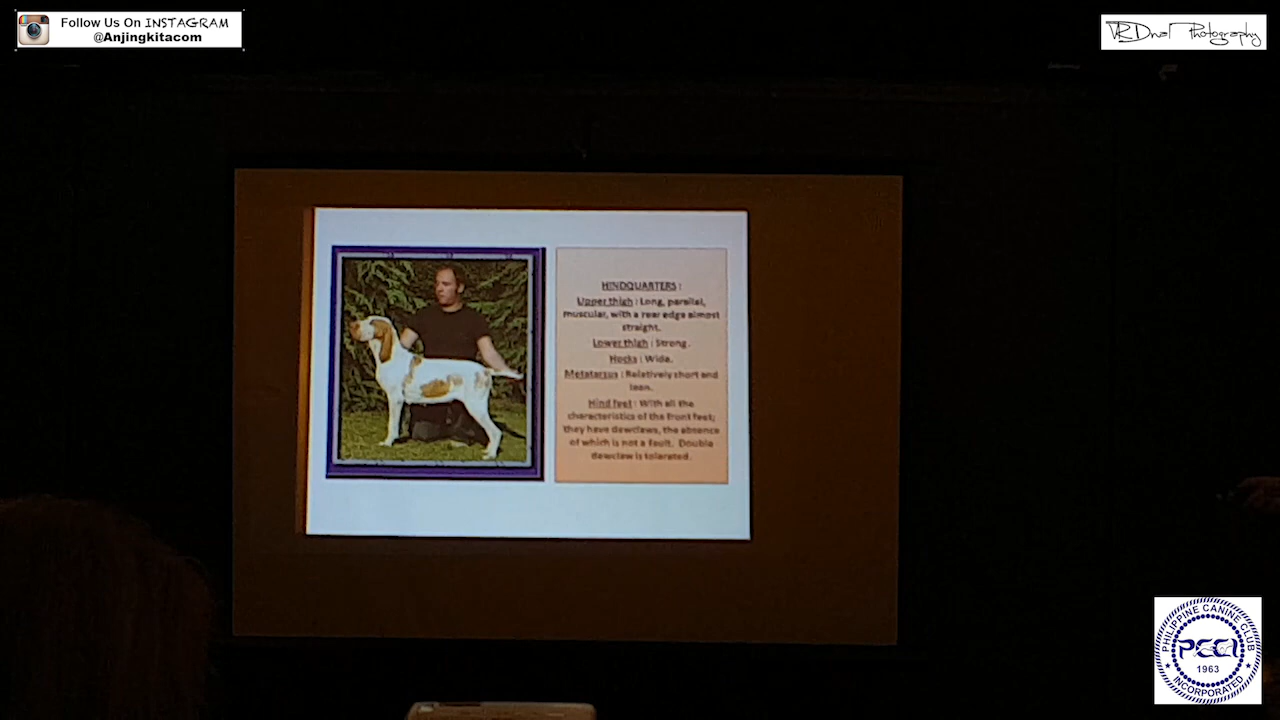 Follow Us On INSTAGRAM
@Anjingkitacom
VRDnal Photography
HINDQUARTERS :
Upper thigh : Long, parallel,
muscular, with a rear edge almost
straight.
Lower thigh : Strong.
Hocks : Wide.
Metatarsus : Relatively short and
lean.
Hind feet : With all the
characteristics of the front feet;
they have dewclaws, the absence
of which is not a fault. Double
dewclaw is tolerated.
PHILIPPINE CANINE CLUB
PCCI
1963
INCORPORATED